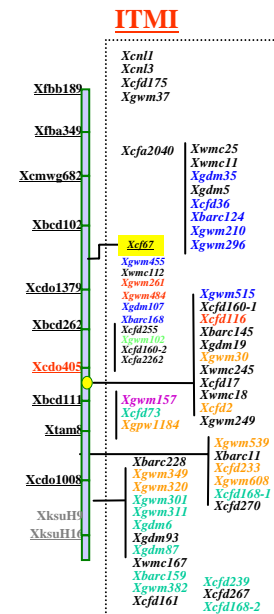 ITMI
Xcnl1
Xcnl3
Xcfd175
Xgwm37
Xfbb189
Xfba349
Xcmwg682
Xbcd102
Xcdo1379
Xbcd262
Xcdo405
Xbcd111
Xtam8
Xcdo1008
XksuH9
XksuH16
Xcfa2040
Xwmc25
Xwmc11
Xgdm35
Xgdm5
Xcfd36
Xbarc124
Xgwm210
Xgwm296
Xcf67
Xgwm455
Xwmc112
Xgwm261
Xgwm484
Xgdm107
Xbarc168
Xcfd255
Xgwm102
Xcfd160-2
Xcfa2262
Xgwm515
Xcfd160-1
Xcfd116
Xbarc145
Xgdm19
Xgwm30
Xwmc245
Xcfd17
Xwmc18
Xcfd2
Xgwm249
Xgwm157
Xcfd73
Xgpw1184
Xgwm539
Xbarc11
Xcfd233
Xgwm608
Xcfd168-1
Xcfd270
Xbarc228
Xgwm349
Xgwm320
Xgwm301
Xgwm311
Xgdm6
Xgdm93
Xgdm87
Xwmc167
Xbarc159
Xgwm382
Xcfd161
Xcfd239
Xcfd267
Xcfd168-2